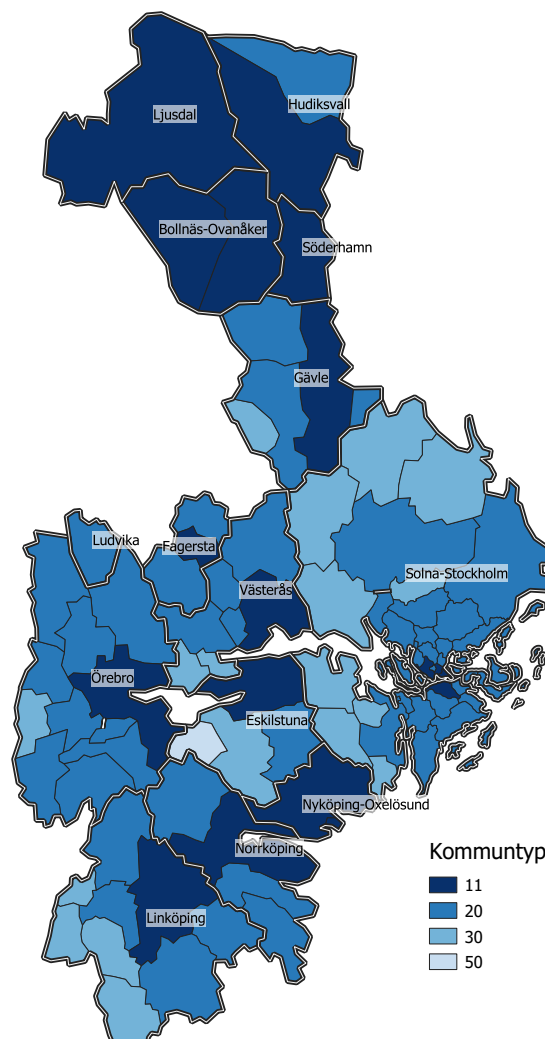 Hudiksvall
Ljusdal
Bollnäs-Ovanåker
Söderhamn
Gävle
Ludvika
Fagersta
Solna-Stockholm
Västerås
Örebro
Eskilstuna
Nyköping-Oxelösund
Norrköping
Linköping
Kommuntyp
11
20
30
50